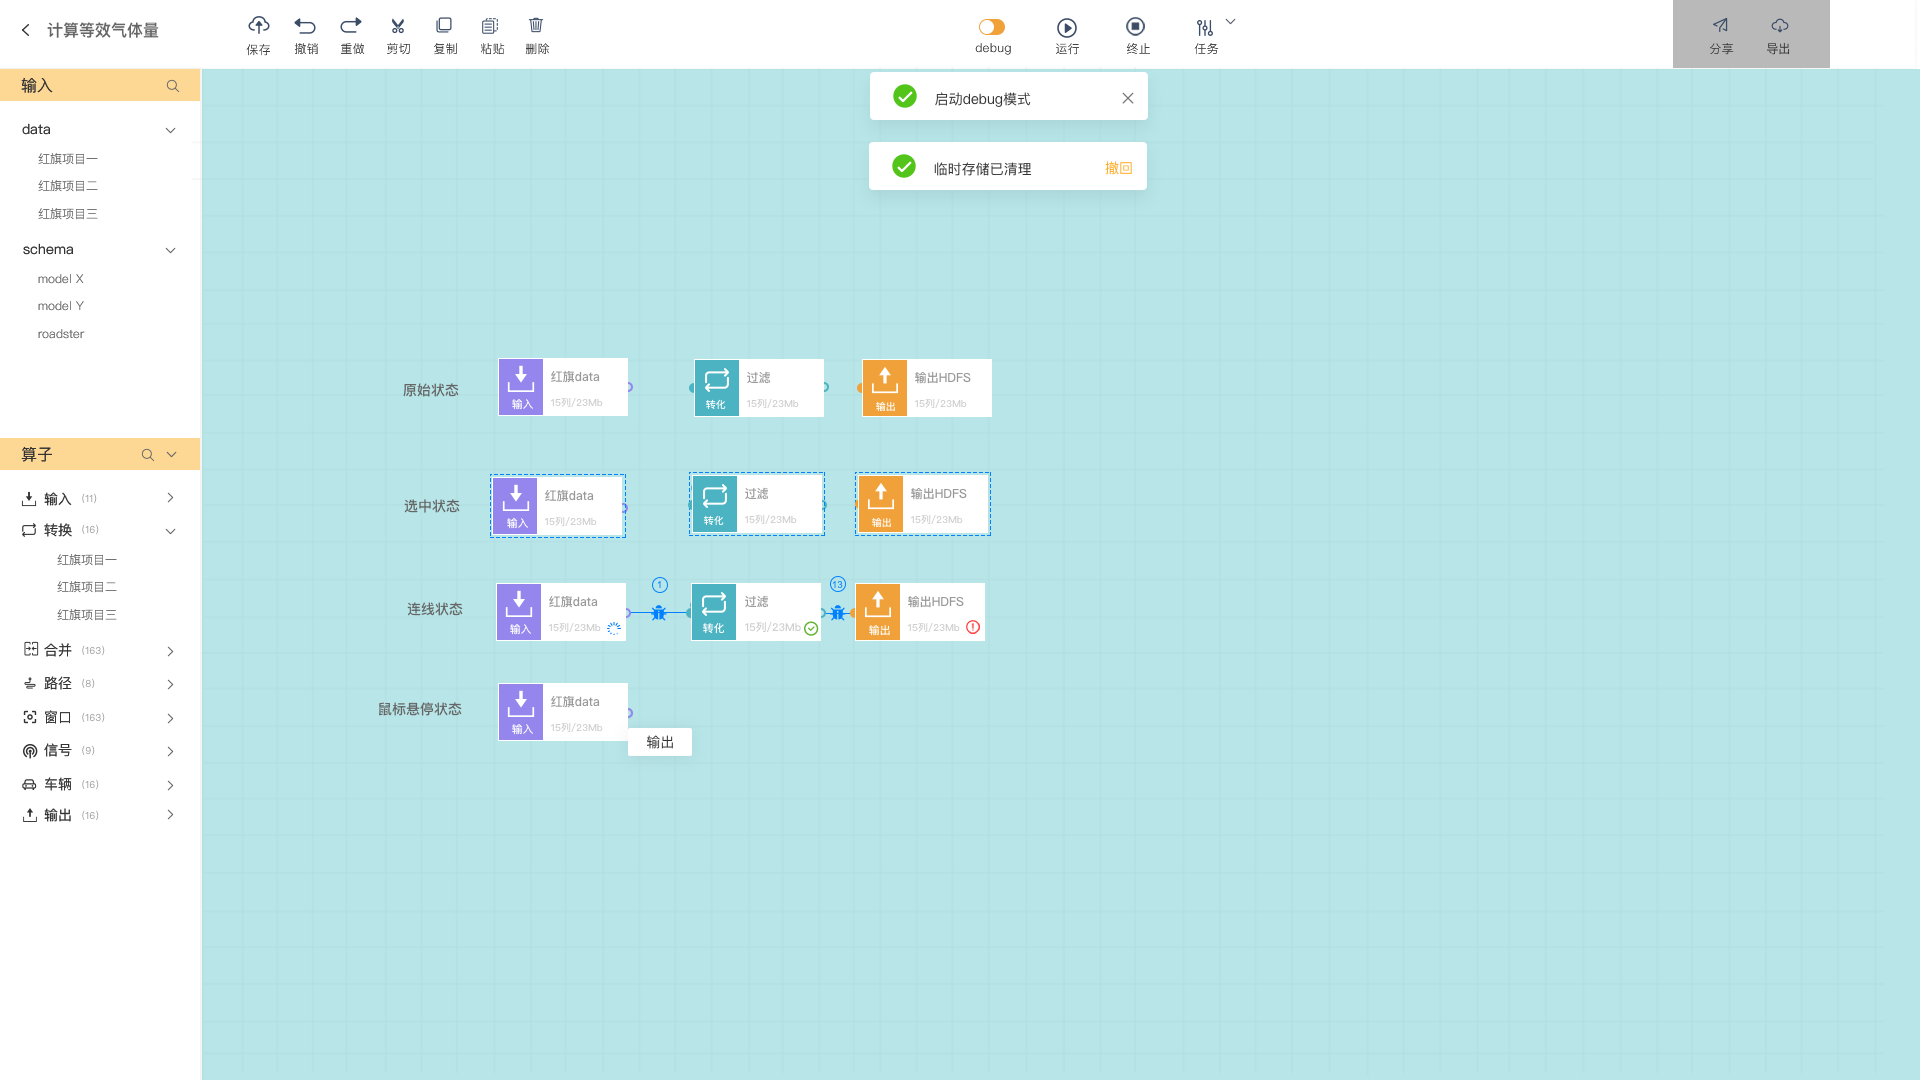 计算等效气体量
保存 撤销 重做 剪切 复制 粘贴 删除
debug 运行 终止 任务
分享 导出
输入
data
红旗项目一
红旗项目二
红旗项目三
schema
model X
model Y
roadster
算子
输入 (11)
转换 (16)
红旗项目一
红旗项目二
红旗项目三
合并 (163)
路径 (8)
窗口 (163)
信号 (9)
车辆 (16)
输出 (16)
启动debug模式
临时存储已清理 撤回
原始状态
输入
红旗data
15列/23Mb
转化
过滤
15列/23Mb
输出
输出HDFS
15列/23Mb
选中状态
输入
红旗data
15列/23Mb
转化
过滤
15列/23Mb
输出
输出HDFS
15列/23Mb
连线状态
输入
红旗data
15列/23Mb
1
转化
过滤
15列/23Mb
13
输出
输出HDFS
15列/23Mb
鼠标悬停状态
输入
红旗data
15列/23Mb
输出